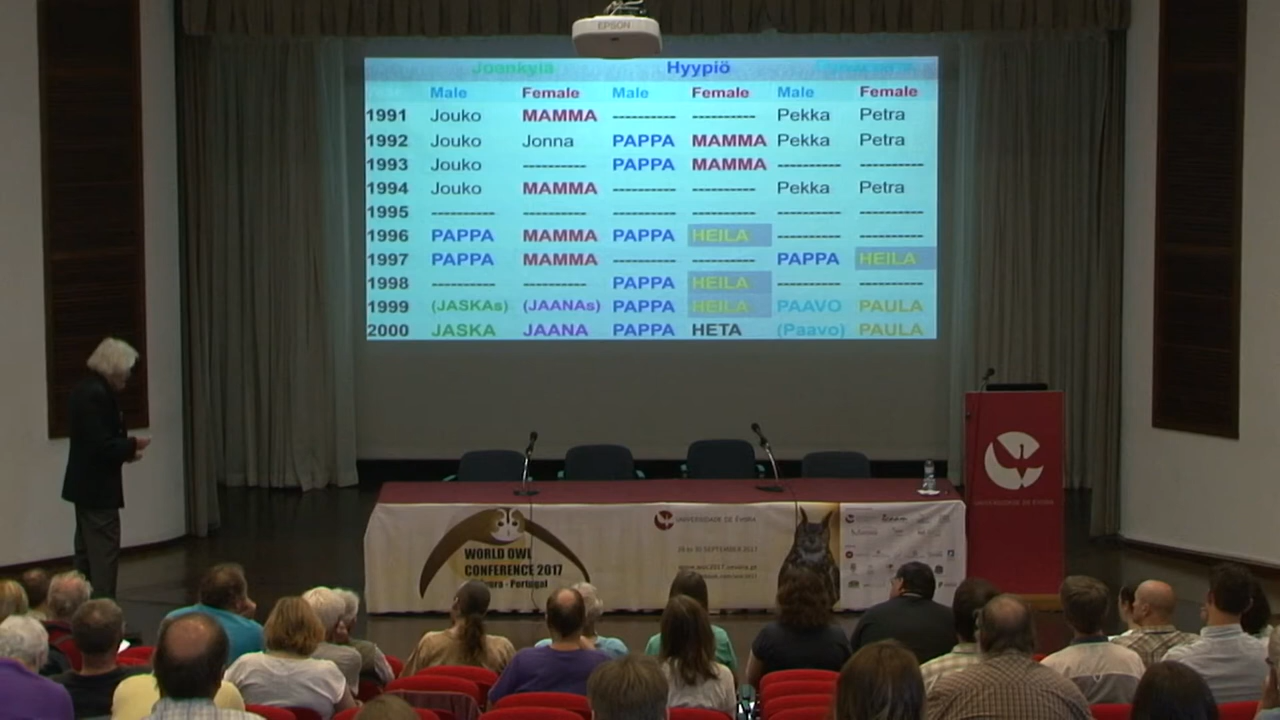 EPSON
Hyypiö
Male Female Male Female Male Female
1991 Jouko MAMMA ---------- ---------- Pekka Petra
1992 Jouko Jonna PAPPA MAMMA Pekka Petra
1993 Jouko ---------- PAPPA MAMMA ---------- ----------
1994 Jouko MAMMA ---------- ---------- Pekka Petra
1995 ---------- ---------- ---------- ---------- ---------- ----------
1996 PAPPA MAMMA PAPPA HEILA ---------- ----------
1997 PAPPA MAMMA ---------- ---------- PAPPA HEILA
1998 ---------- ---------- PAPPA HEILA ---------- ----------
1999 (JASKAs) (JAANAs) PAPPA HEILA PAAVO PAULA
2000 JASKA JAANA PAPPA HETA (Paavo) PAULA
UNIVERSIDADE DE ÉVORA
WORLD OWL
CONFERENCE 2017
- Portugal
UNIVERSIDADE DE ÉVORA
SEPTEMBER 2017